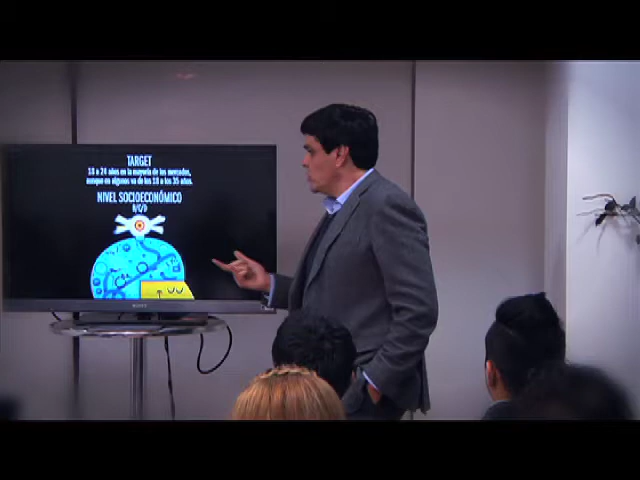 TARGET
18 a 24 años en la mayoría de los mercados,
aunque en algunos va de los 18 a los 35 años.
NIVEL SOCIOECONÓMICO
B/C/D
SONY